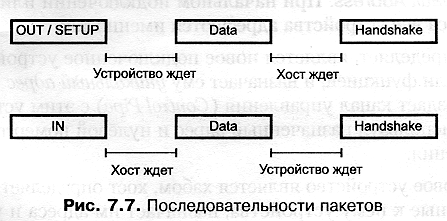 OUT / SETUP Data Handshake
Устройство ждет Хост ждет
IN Data Handshake
Хост ждет Устройство ждет
Рис. 7.7. Последовательности пакетов